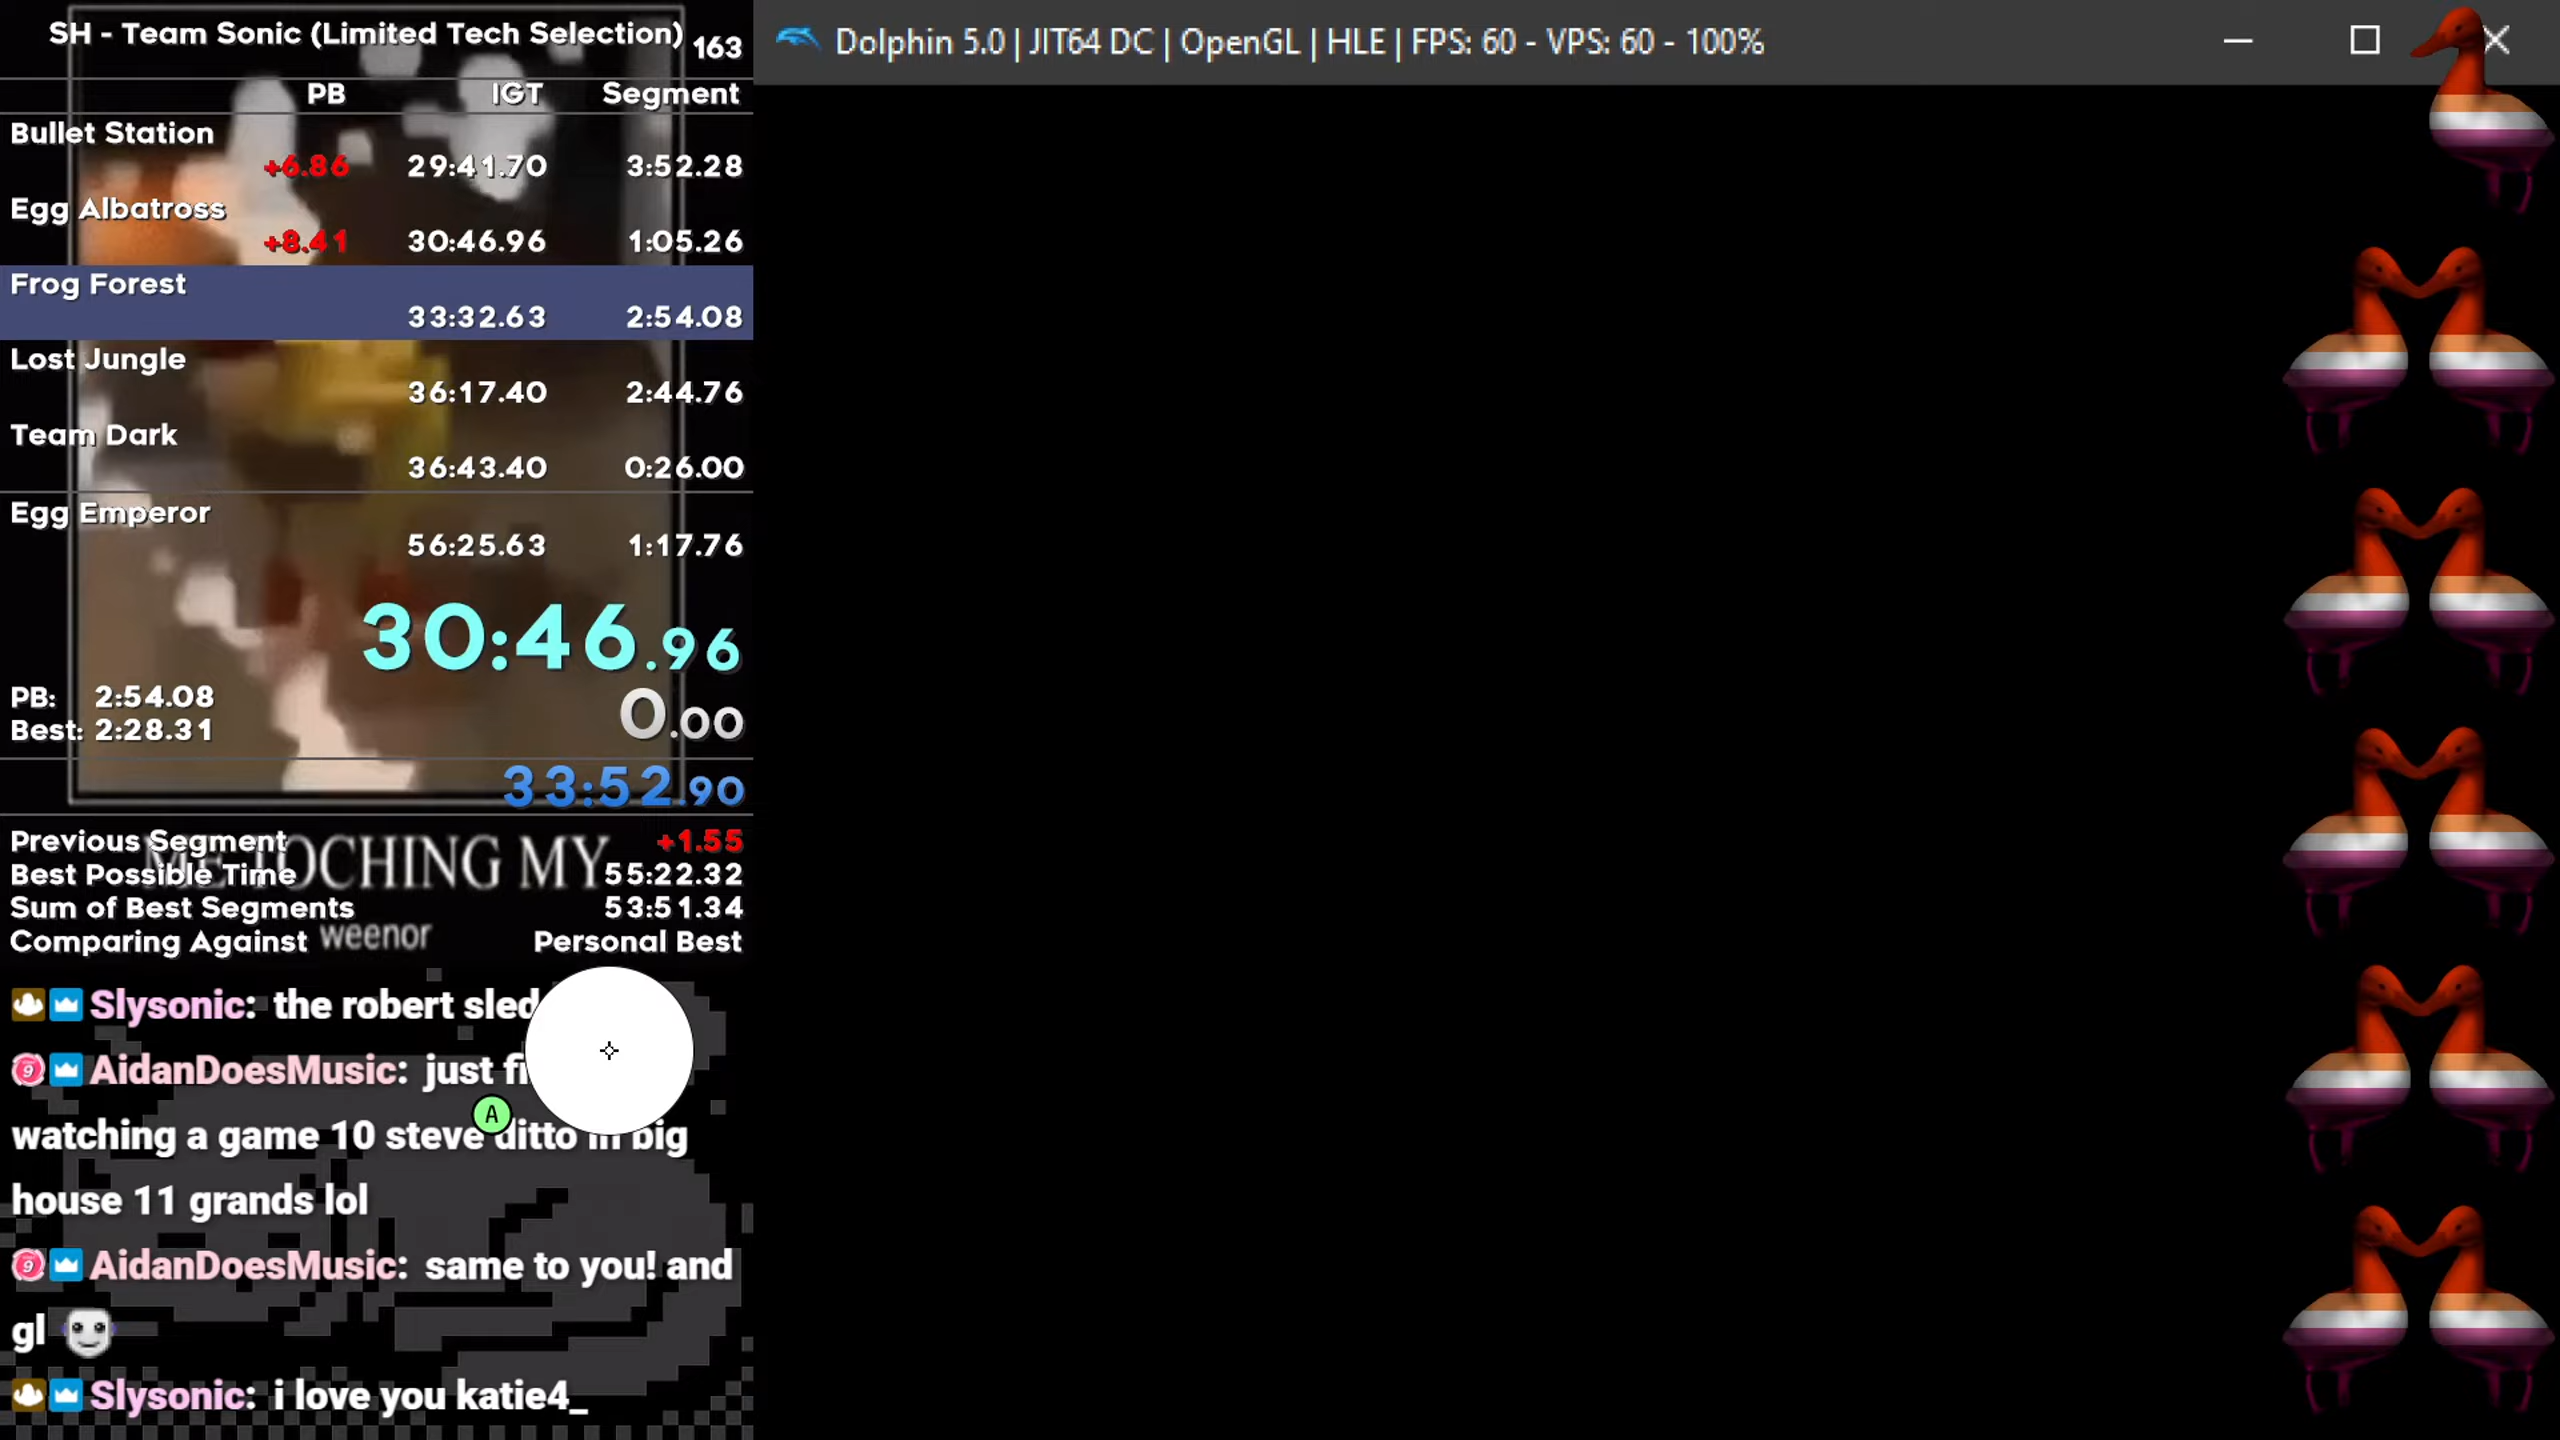 SH - Team Sonic (Limited Tech Selection) 163
Dolphin 5.0 | JIT64 DC | OpenGL | HLE | FPS: 60 - VPS: 60 - 100%
PB IGT Segment
Bullet Station
+6.86 29:41.70 3:52.28
Egg Albatross
+8.41 30:46.96 1:05.26
Frog Forest
33:32.63 2:54.08
Lost Jungle
36:17.40 2:44.76
Team Dark
36:43.40 0:26.00
Egg Emperor
56:25.63 1:17.76
30:46.96
PB: 2:54.08
Best: 2:28.31
0.00
33:52.90
Previous Segment +1.55
ME TOCHING MY
Best Possible Time 55:22.32
Sum of Best Segments 53:51.34
weenor
Comparing Against Personal Best
Slysonic: the robert sled
9 AidanDoesMusic: just fi
A
watching a game 10 steve ditto in big
house 11 grands lol
9 AidanDoesMusic: same to you! and
gl
Slysonic: i love you katie4_